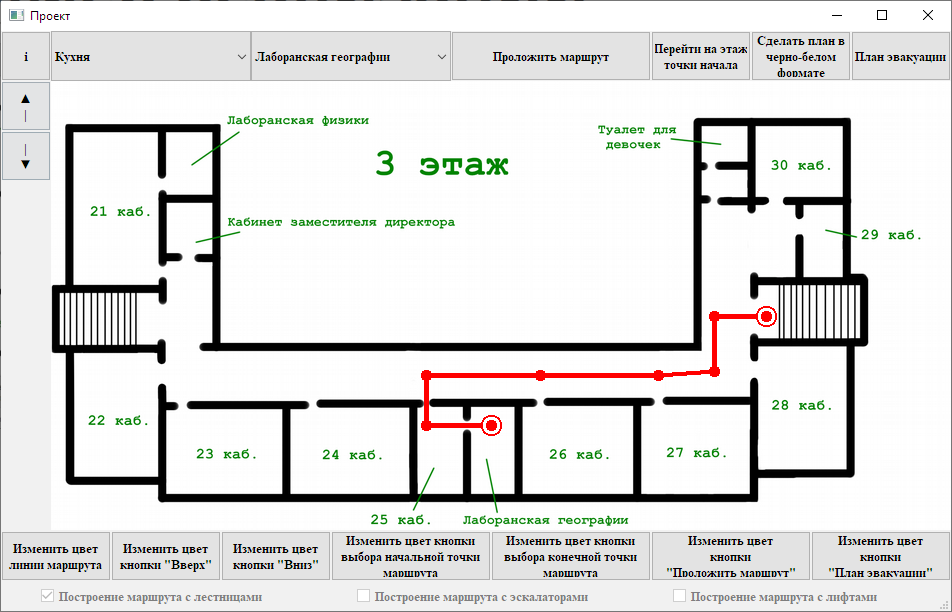 Проект
i
Кухня
Лаборанская географии
Проложить маршрут
Перейти на этаж
точки начала
Сделать план в
черно-белом
формате
План эвакуации
▲
|
|
▼
Лаборанская физики
3 этаж
Туалет для
девочек
30 каб.
21 каб.
Кабинет заместителя директора
29 каб.
22 каб.
28 каб.
23 каб.
24 каб.
26 каб.
27 каб.
25 каб.
Лаборанская географии
Изменить цвет
линии маршрута
Изменить цвет
кнопки "Вверх"
Изменить цвет
кнопки "Вниз"
Изменить цвет кнопки
выбора начальной точки
маршрута
Изменить цвет кнопки
выбора конечной точки
маршрута
Изменить цвет
кнопки
"Проложить маршрут"
Изменить цвет
кнопки
"План эвакуации"
Построение маршрута с лестницами
Построение маршрута с эскалаторами
Построение маршрута с лифтами